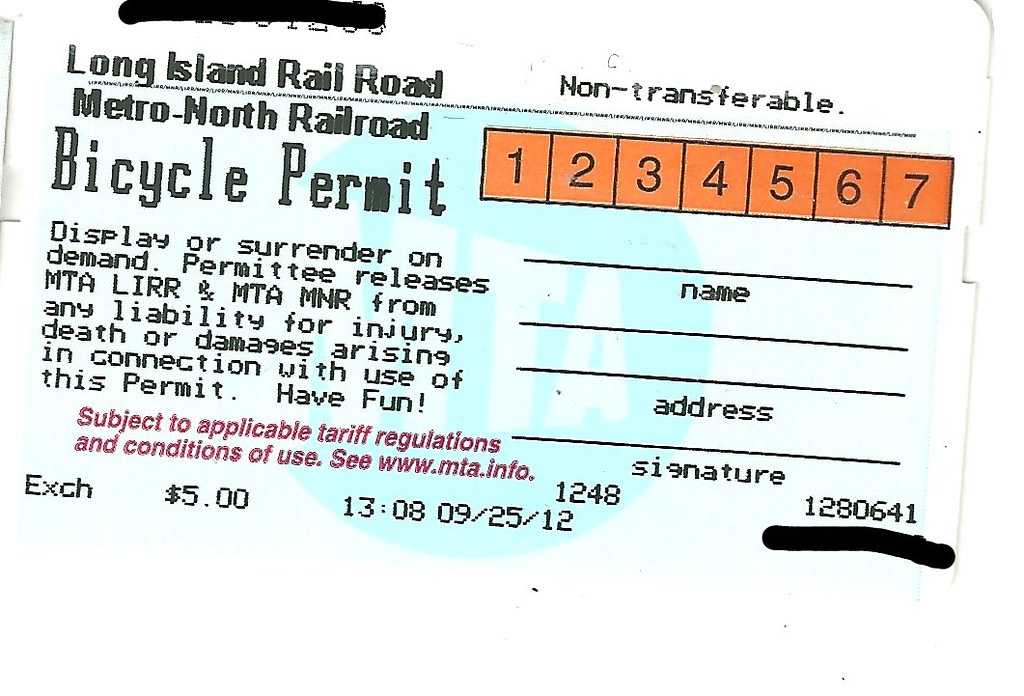 Long Island Rail Road
Non-transferable.
Metro-North Railroad
Bicycle Permit
1 2 3 4 5 6 7
Display or surrender on
demand. Permittee releases
MTA LIRR & MTA MNR from
any liability for injury,
death or damages arising
in connection with use of
this Permit. Have Fun!
Subject to applicable tariff regulations
and conditions of use. See www.mta.info.
name
address
signature
MTA
Exch $5.00 13:08 09/25/12 1248 1280641